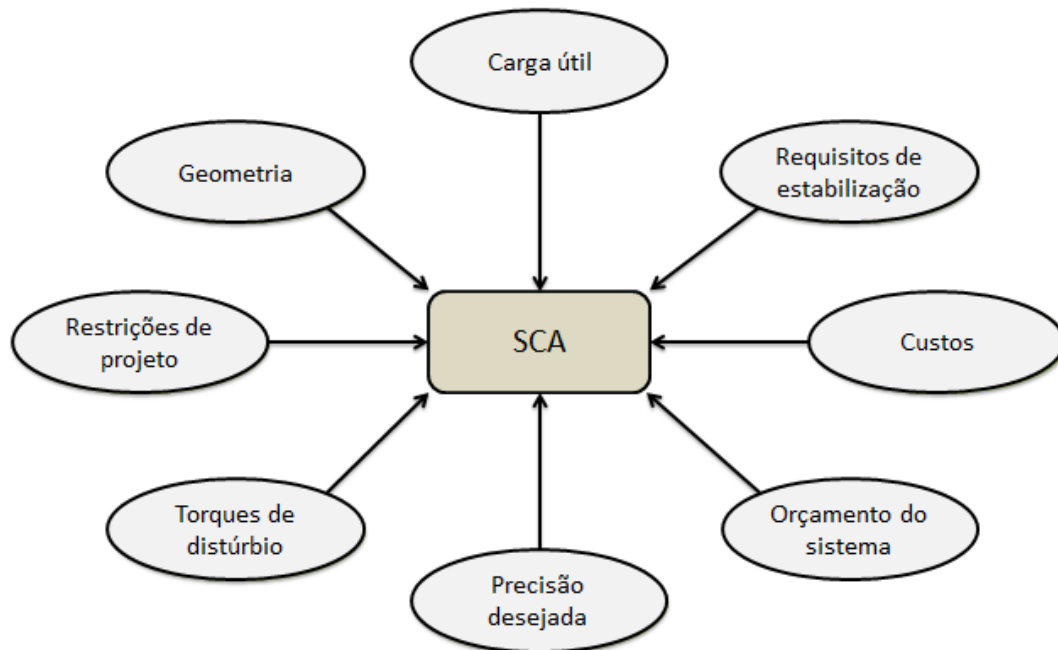 Carga útil
Geometria
Requisitos de
estabilização
Restrições de
projeto
SCA
Custos
Torques de
distúrbio
Orçamento do
sistema
Precisão
desejada